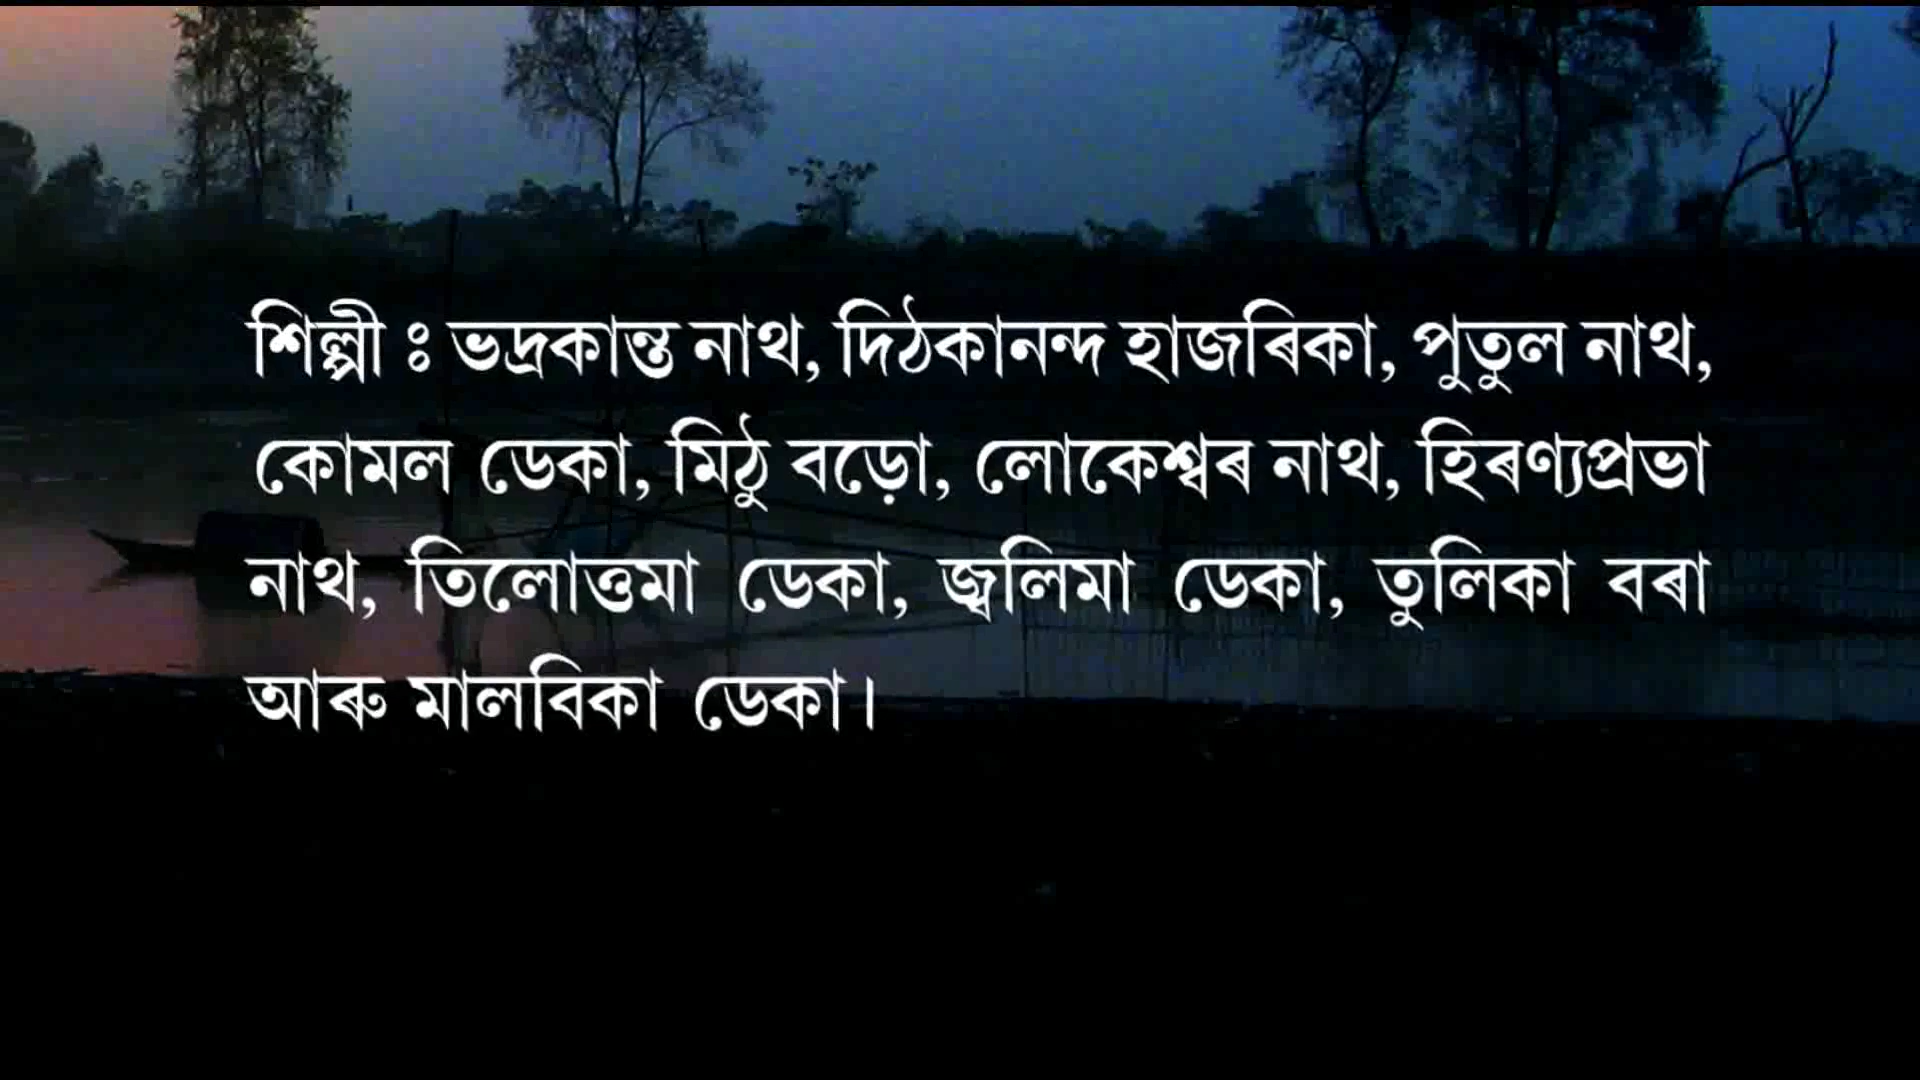 শিল্পী ঃ ভদ্ৰকান্ত নাথ, দিঠকানন্দ হাজৰিকা, পুতুল নাথ,
কোমল ডেকা, মিঠু বড়ো, লোকেশ্বৰ নাথ, হিৰণ্যপ্ৰভা
নাথ, তিলোত্তমা ডেকা, জ্বলিমা ডেকা, তুলিকা বৰা
আৰু মালবিকা ডেকা।